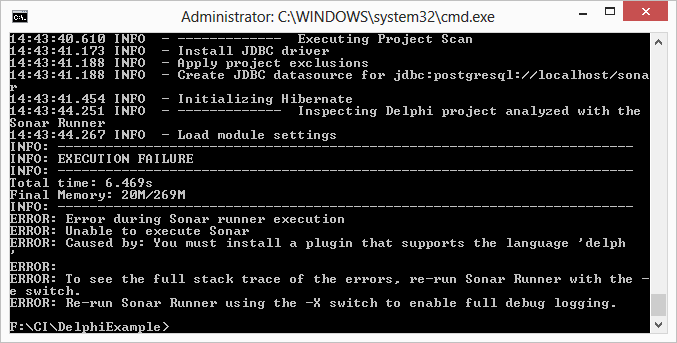 Administrator: C:\WINDOWS\system32\cmd.exe
14:43:40.610 INFO  - -------------  Executing Project Scan
14:43:41.173 INFO  - Install JDBC driver
14:43:41.188 INFO  - Apply project exclusions
14:43:41.188 INFO  - Create JDBC datasource for jdbc:postgresql://localhost/sona
r
14:43:41.454 INFO  - Initializing Hibernate
14:43:44.251 INFO  - -------------  Inspecting Delphi project analyzed with the
Sonar Runner
14:43:44.267 INFO  - Load module settings
INFO: ------------------------------------------------------------------------
INFO: EXECUTION FAILURE
INFO: ------------------------------------------------------------------------
Total time: 6.469s
Final Memory: 20M/269M
INFO: ------------------------------------------------------------------------
ERROR: Error during Sonar runner execution
ERROR: Unable to execute Sonar
ERROR: Caused by: You must install a plugin that supports the language 'delph
'
ERROR:
ERROR: To see the full stack trace of the errors, re-run Sonar Runner with the -
e switch.
ERROR: Re-run Sonar Runner using the -X switch to enable full debug logging.
F:\CI\DelphiExample>